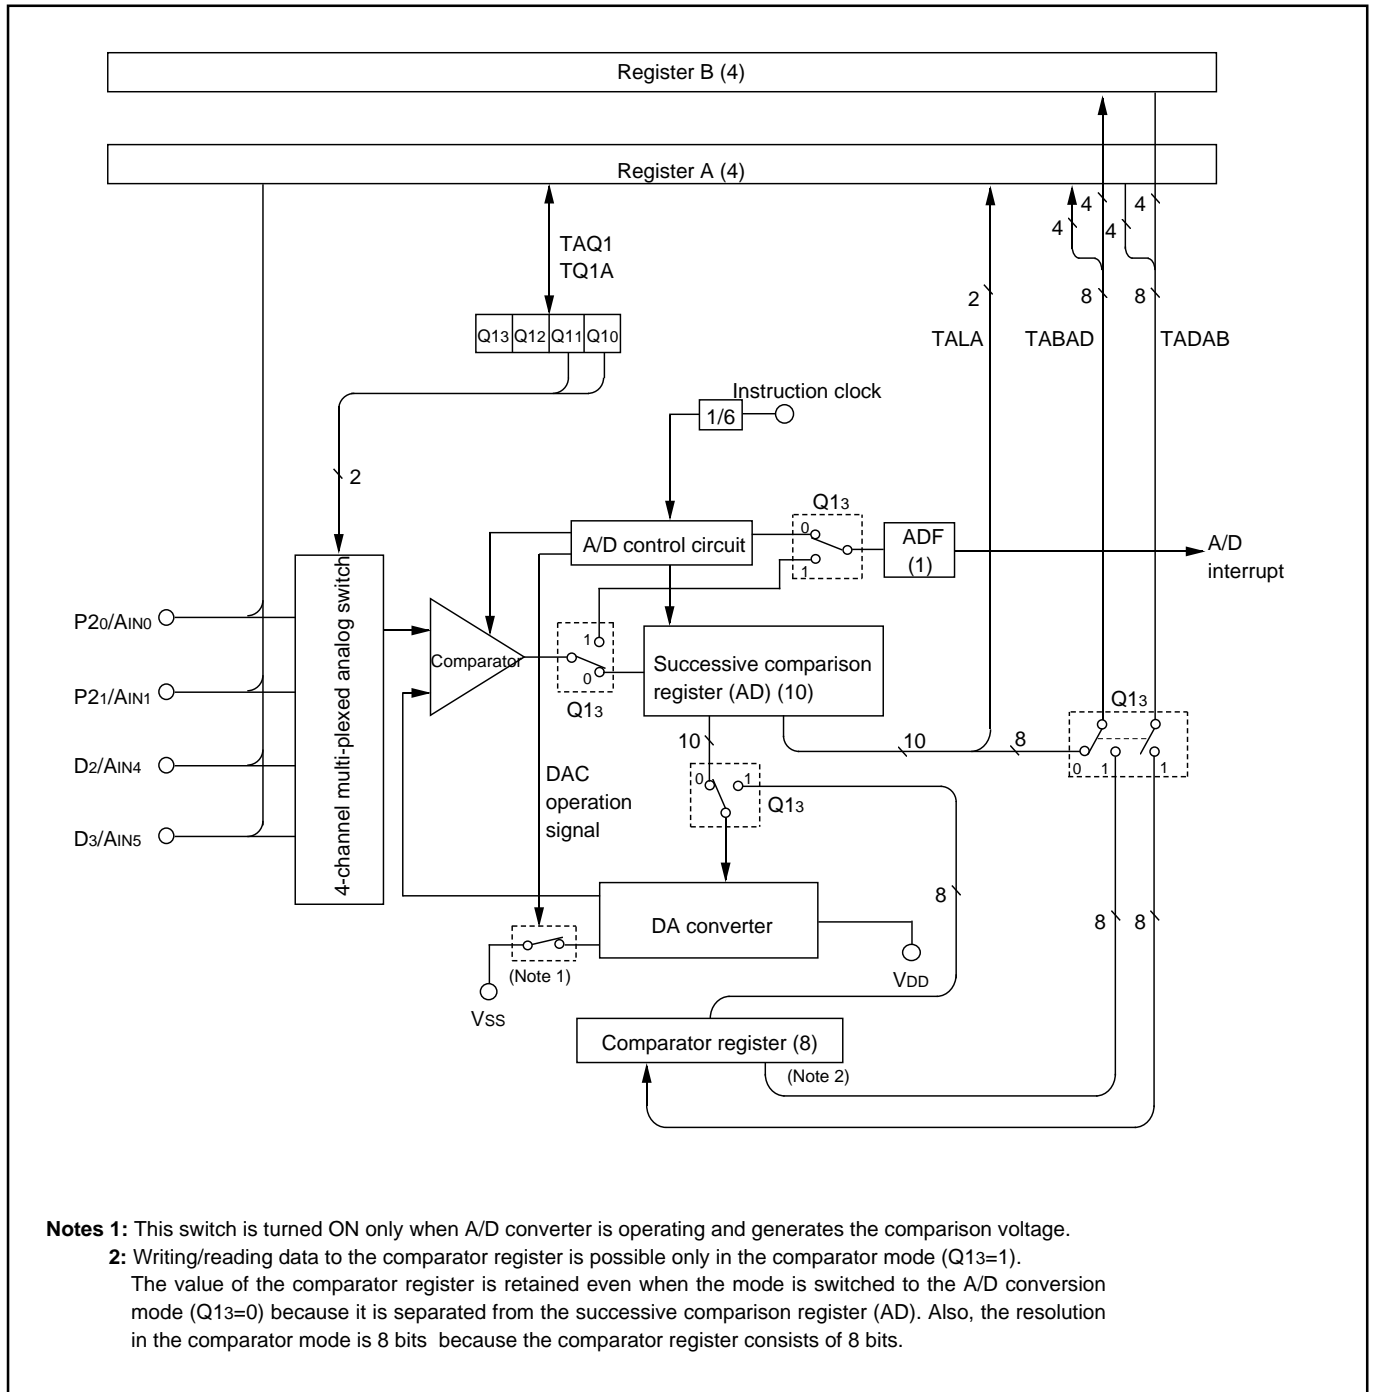 Register B (4)
Register A (4)
4 4
4 4
TAQ1
TQ1A
2 8 8
Q13 Q12 Q11 Q10
TALA TABAD TADAB
Instruction clock
1/6
2
Q13
0
1
A/D control circuit
ADF
(1)
A/D
interrupt
4-channel multi-plexed analog switch
P20/AIN0
P21/AIN1
D2/AIN4
D3/AIN5
Comparator
1
0
Q13
Successive comparison
register (AD) (10)
Q13
10 10 8
0 1 1
DAC
operation
signal
0 1
Q13
8
8 8
DA converter
(Note 1)
VSS
VDD
Comparator register (8)
(Note 2)
Notes 1: This switch is turned ON only when A/D converter is operating and generates the comparison voltage.
2: Writing/reading data to the comparator register is possible only in the comparator mode (Q13=1).
The value of the comparator register is retained even when the mode is switched to the A/D conversion
mode (Q13=0) because it is separated from the successive comparison register (AD). Also, the resolution
in the comparator mode is 8 bits because the comparator register consists of 8 bits.